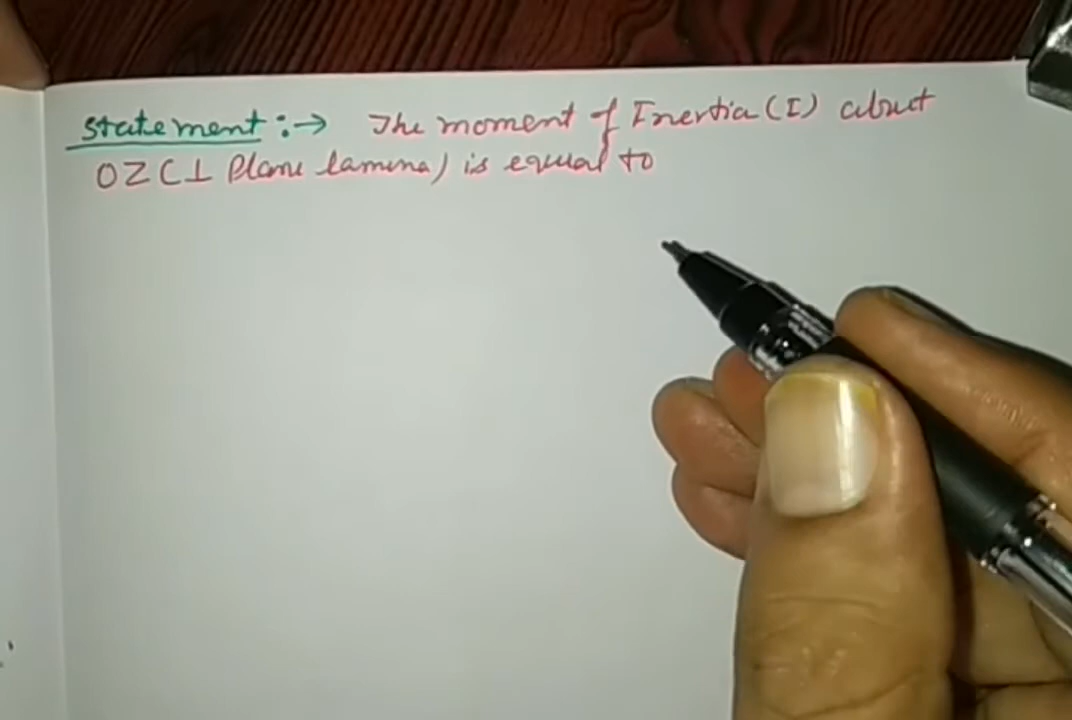 Statement :→ The moment of Inertia (I) about
OZ (⊥ Plane lamina) is equal to